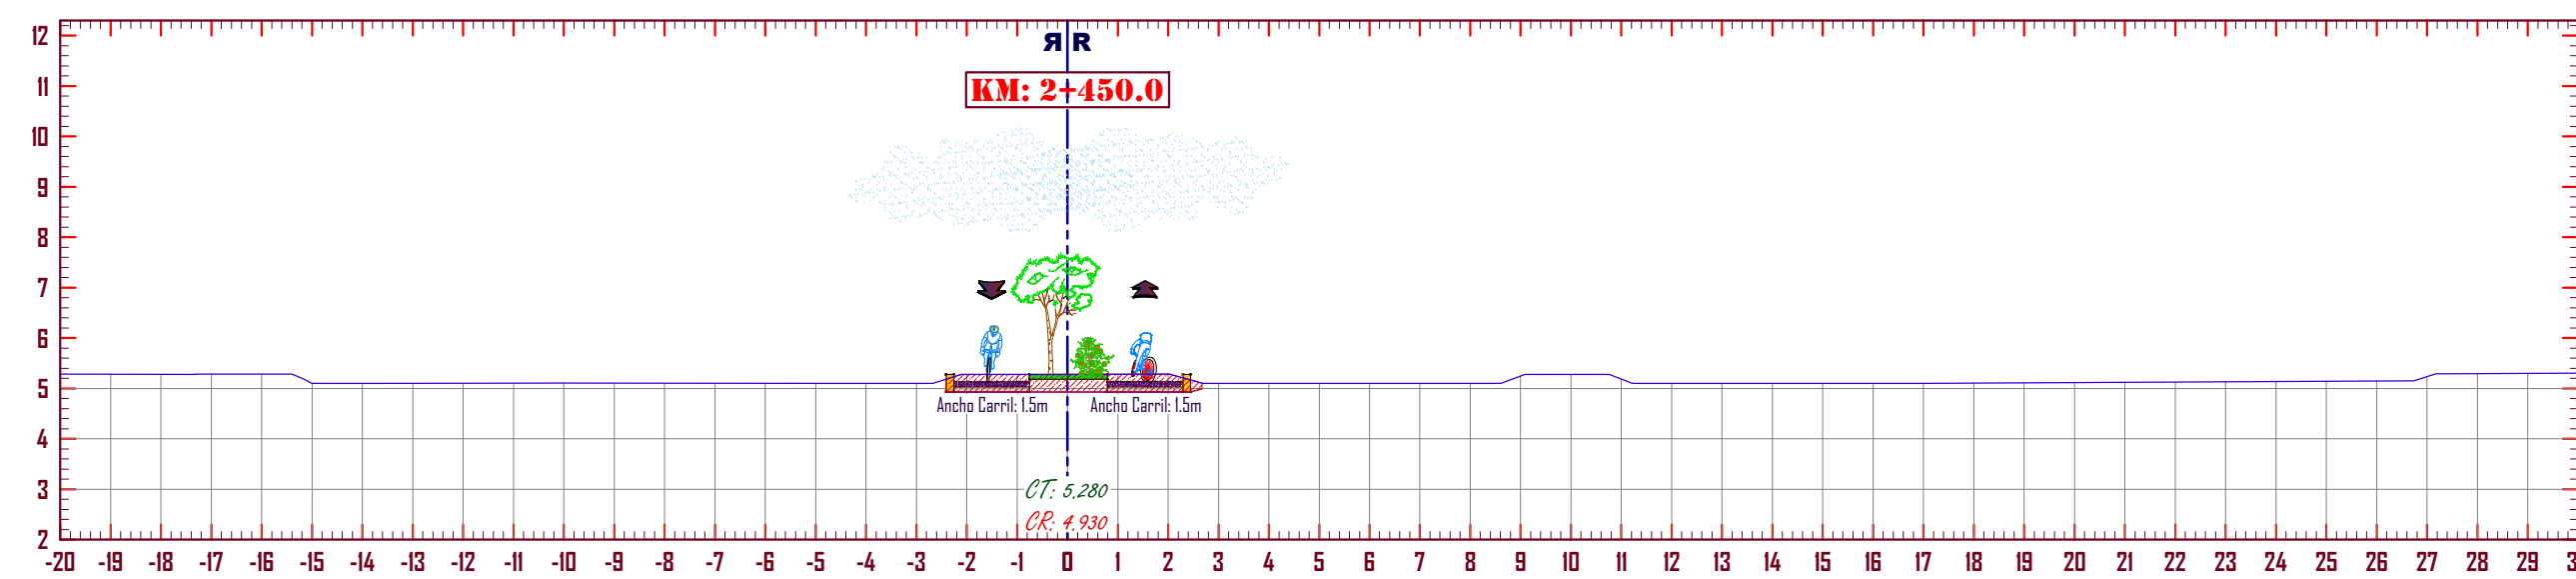 ЯR
KM: 2+450.0
12
11
10
9
8
7
6
5
4
3
2
Ancho Carril: 1.5m Ancho Carril: 1.5m
CT: 5.280
CR: 4.930
-20 -19 -18 -17 -16 -15 -14 -13 -12 -11 -10 -9 -8 -7 -6 -5 -4 -3 -2 -1 0 1 2 3 4 5 6 7 8 9 10 11 12 13 14 15 16 17 18 19 20 21 22 23 24 25 26 27 28 29